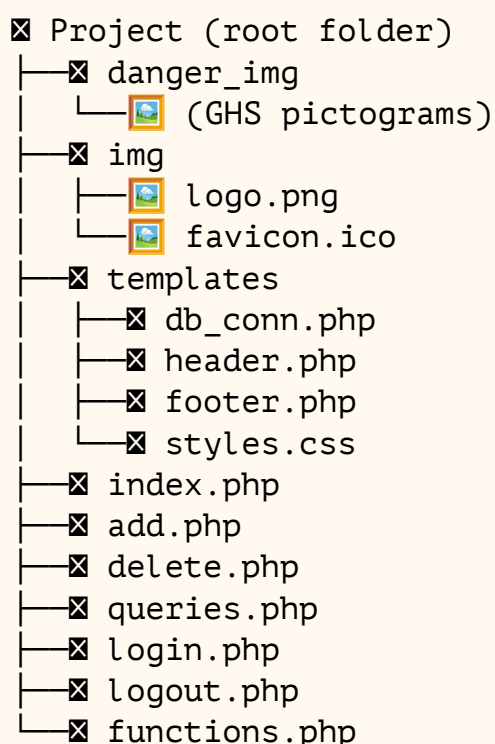 Project (root folder)
├──danger_img
│  └──🖼️ (GHS pictograms)
├──img
│  ├──🖼️ logo.png
│  └──🖼️ favicon.ico
├──templates
│  ├──db_conn.php
│  ├──header.php
│  ├──footer.php
│  └──styles.css
├──index.php
├──add.php
├──delete.php
├──queries.php
├──login.php
├──logout.php
└──functions.php